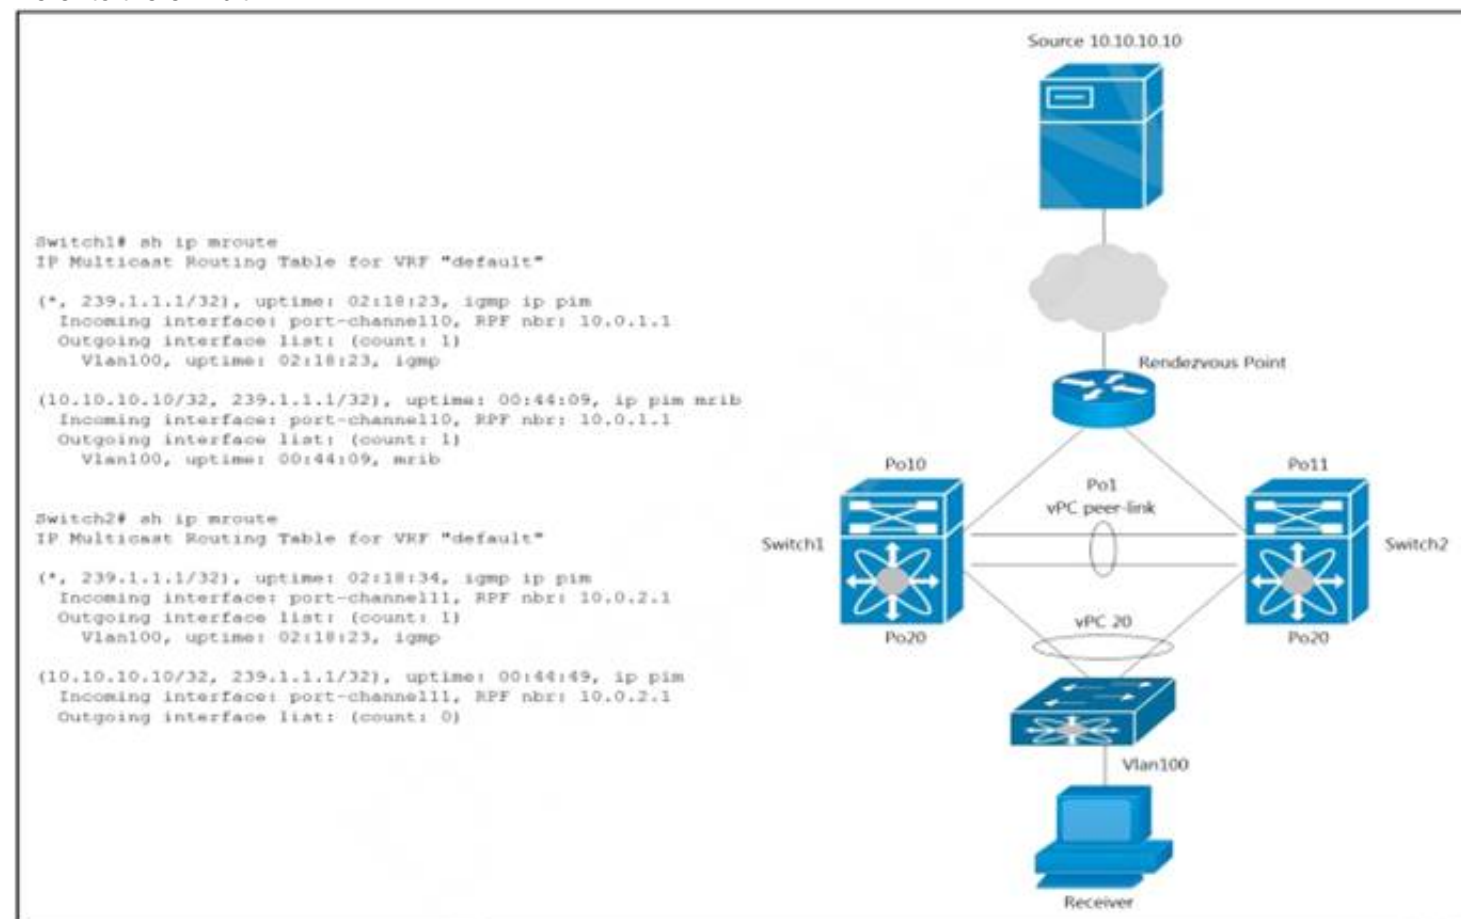 Switch1# sh ip mroute
IP Multicast Routing Table for VRF "default"
(*, 239.1.1.1/32), uptime: 02:18:23, igmp ip pim
Incoming interface: port-channel10, RPF nbr: 10.0.1.1
Outgoing interface list: (count: 1)
Vlan100, uptime: 02:18:23, igmp
(10.10.10.10/32, 239.1.1.1/32), uptime: 00:44:09, ip pim mrib
Incoming interface: port-channel10, RPF nbr: 10.0.1.1
Outgoing interface list: (count: 1)
Vlan100, uptime: 00:44:09, mrib
Switch2# sh ip mroute
IP Multicast Routing Table for VRF "default"
(*, 239.1.1.1/32), uptime: 02:18:34, igmp ip pim
Incoming interface: port-channel11, RPF nbr: 10.0.2.1
Outgoing interface list: (count: 1)
Vlan100, uptime: 02:18:23, igmp
(10.10.10.10/32, 239.1.1.1/32), uptime: 00:44:49, ip pim
Incoming interface: port-channel11, RPF nbr: 10.0.2.1
Outgoing interface list: (count: 0)
Source 10.10.10.10
Rendezvous Point
Po10
Po11
Po1
vPC peer-link
Switch1
Switch2
Po20
vPC 20
Po20
Vlan100
Receiver